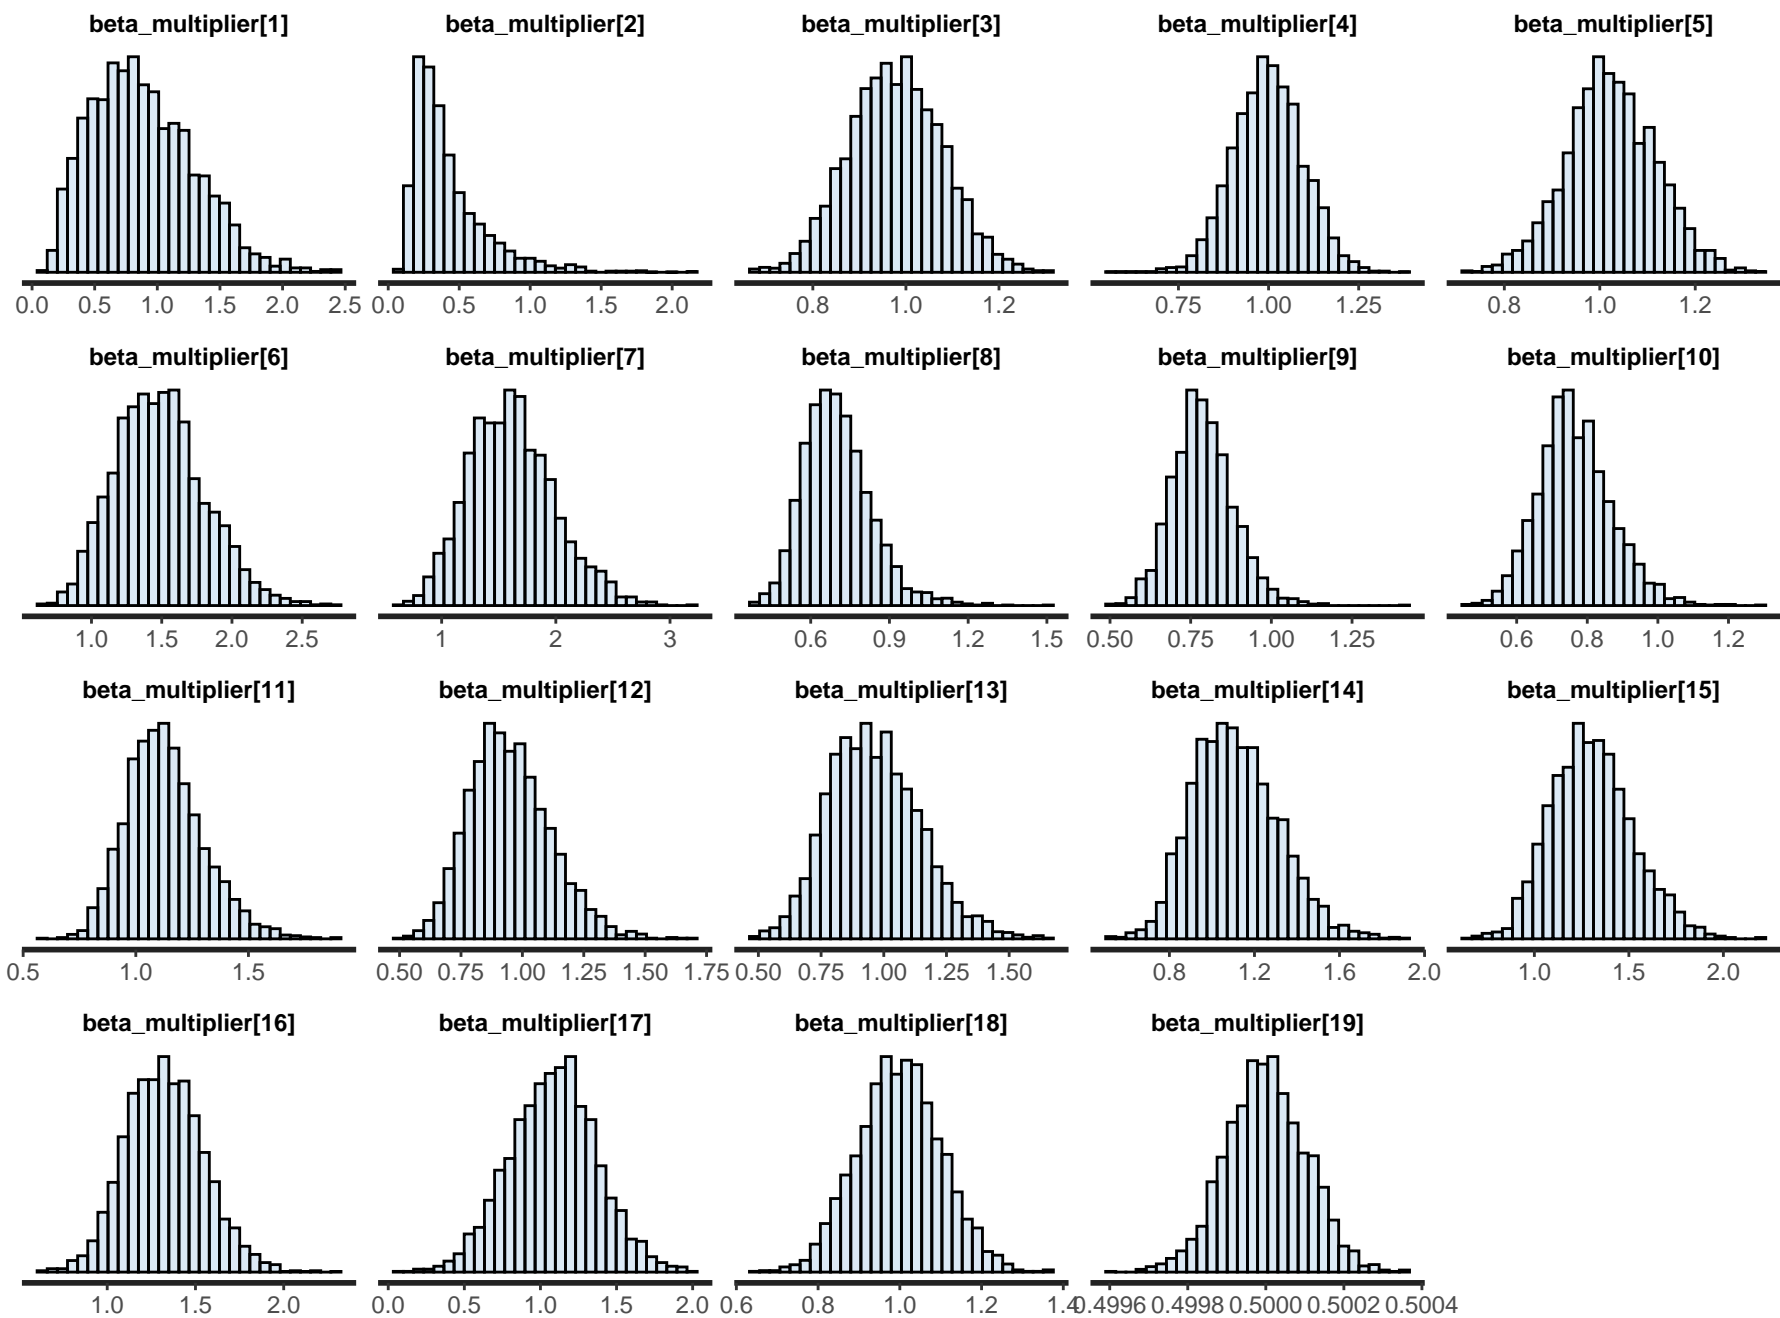 beta_multiplier[1] beta_multiplier[2] beta_multiplier[3] beta_multiplier[4] beta_multiplier[5]
0.0 0.5 1.0 1.5 2.0 2.5 0.0 0.5 1.0 1.5 2.0 0.8 1.0 1.2 0.75 1.00 1.25 0.8 1.0 1.2
beta_multiplier[6] beta_multiplier[7] beta_multiplier[8] beta_multiplier[9] beta_multiplier[10]
1.0 1.5 2.0 2.5 1 2 3 0.6 0.9 1.2 1.5 0.50 0.75 1.00 1.25 0.6 0.8 1.0 1.2
beta_multiplier[11] beta_multiplier[12] beta_multiplier[13] beta_multiplier[14] beta_multiplier[15]
0.5 1.0 1.5 0.50 0.75 1.00 1.25 1.50 1.75 0.50 0.75 1.00 1.25 1.50 0.8 1.2 1.6 2.0 1.0 1.5 2.0
beta_multiplier[16] beta_multiplier[17] beta_multiplier[18] beta_multiplier[19]
1.0 1.5 2.0 0.0 0.5 1.0 1.5 2.0 0.6 0.8 1.0 1.2 1.4 0.4996 0.4998 0.5000 0.5002 0.5004